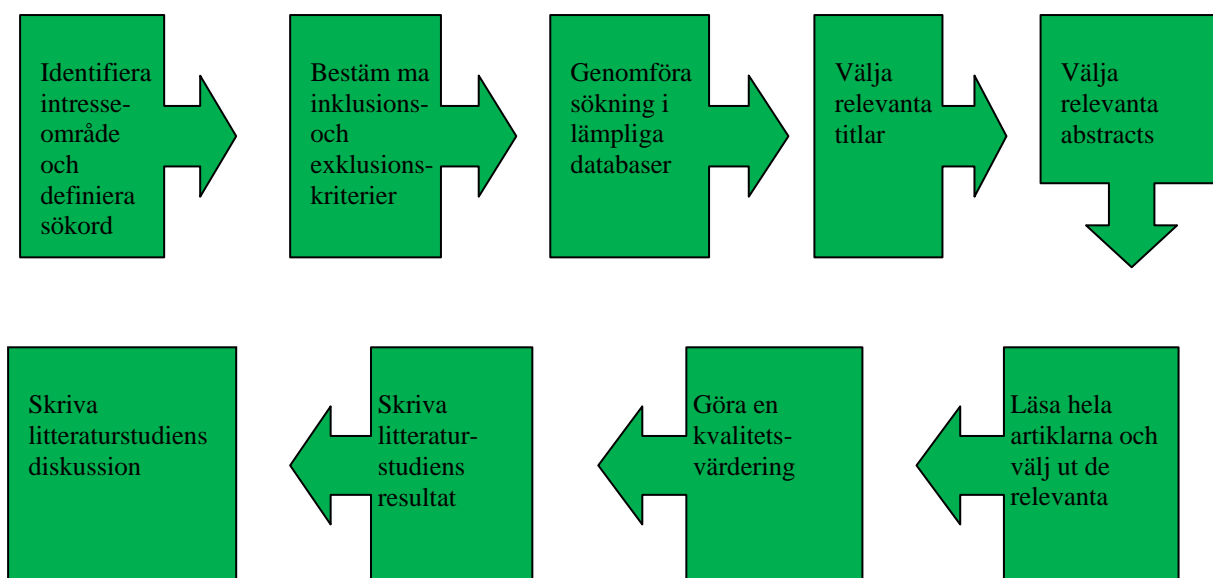 Identifiera
intresse-
område
och
definiera
sökord
Bestäm ma
inklusions-
och
exklusions-
kriterier
Genomföra
sökning i
lämpliga
databaser
Välja
relevanta
titlar
Välja
relevanta
abstracts
Skriva
litteraturstudiens
diskussion
Skriva
litteratur-
studiens
resultat
Göra en
kvalitets-
värdering
Läsa hela
artiklarna och
välj ut de
relevanta